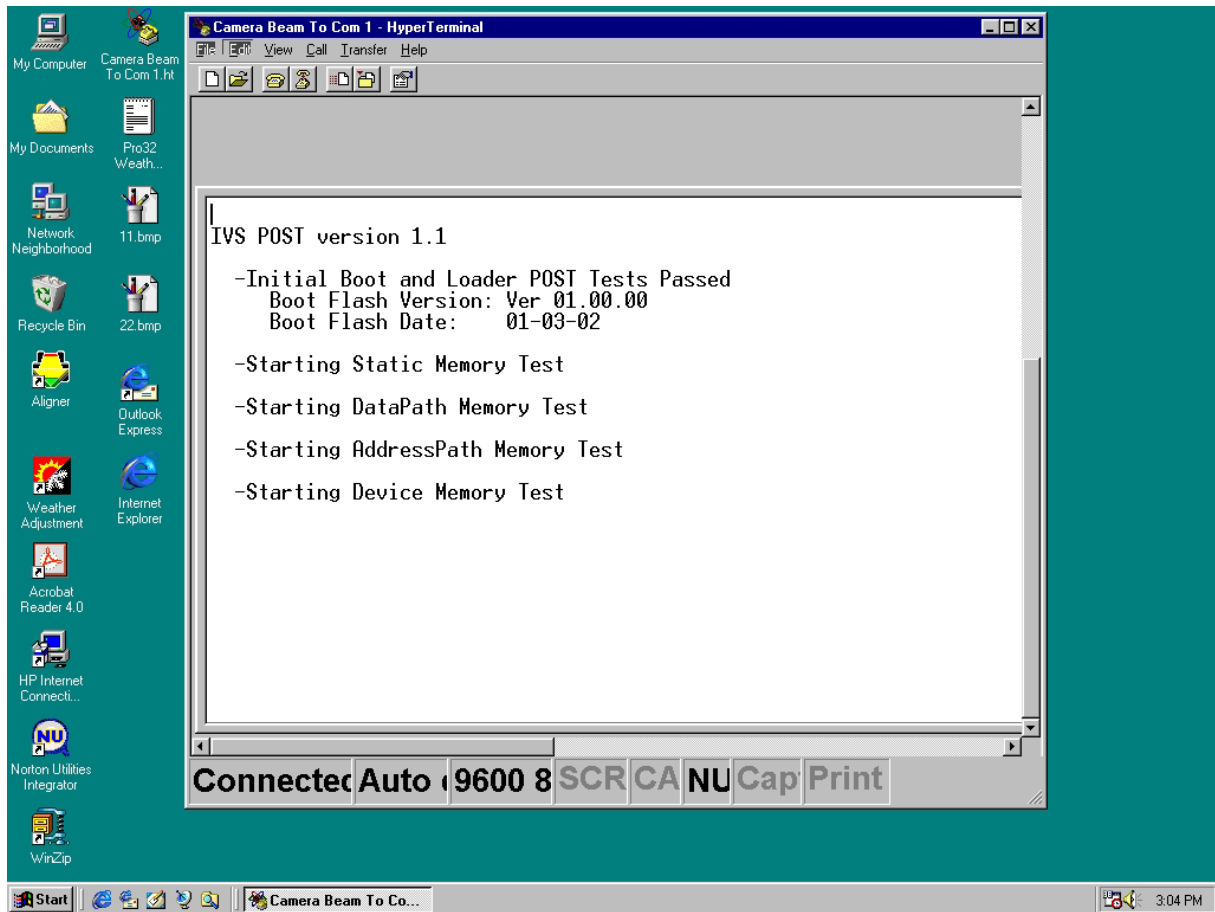 My Computer
Camera Beam
To Com 1.ht
My Documents
Pro32
Weath...
Network
Neighborhood
11.bmp
Recycle Bin
22.bmp
Aligner
Outlook
Express
Weather
Adjustment
Internet
Explorer
Acrobat
Reader 4.0
HP Internet
Connecti...
NU
Norton Utilities
Integrator
WinZip
Camera Beam To Com 1 - HyperTerminal
File Edit View Call Transfer Help
IVS POST version 1.1
-Initial Boot and Loader POST Tests Passed
Boot Flash Version: Ver 01.00.00
Boot Flash Date: 01-03-02
-Starting Static Memory Test
-Starting DataPath Memory Test
-Starting AddressPath Memory Test
-Starting Device Memory Test
Connected Auto 9600 8 SCR CA NU Cap Print
Start Camera Beam To Co... 3:04 PM